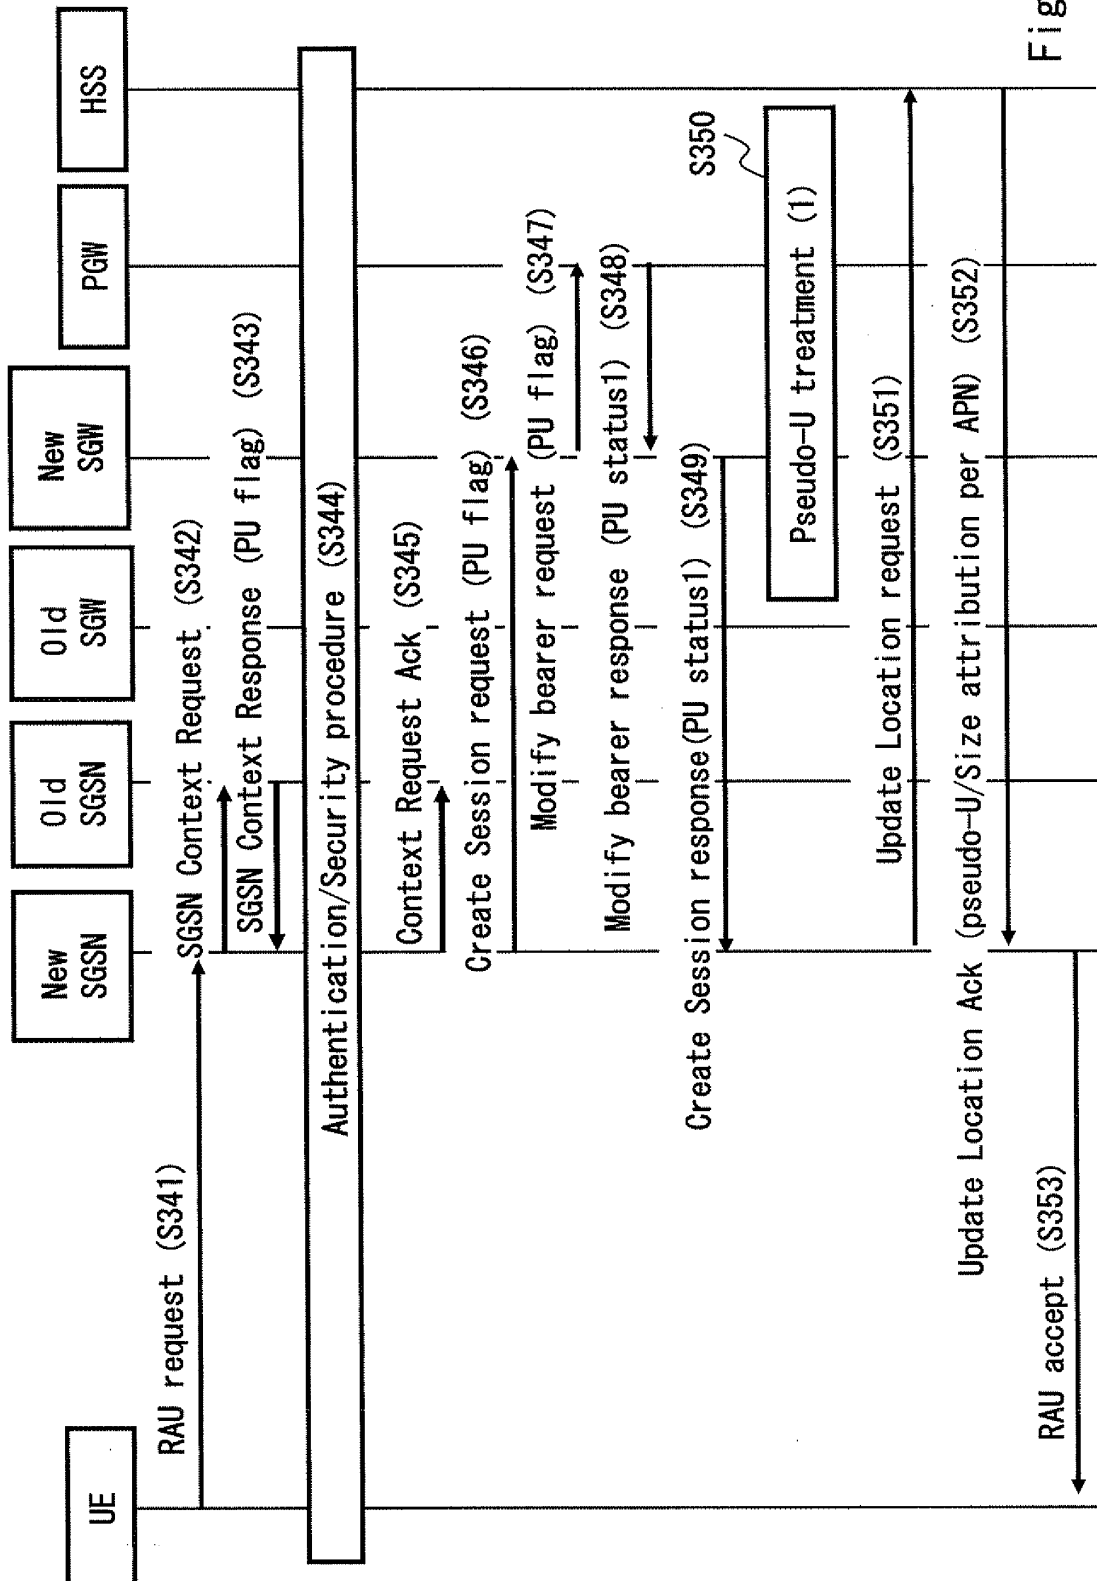 UE
New
SGSN
Old
SGSN
Old
SGW
New
SGW
PGW
HSS
RAU request (S341)
SGSN Context Request (S342)
SGSN Context Response (PU flag) (S343)
Authentication/Security procedure (S344)
Context Request Ack (S345)
Create Session request (PU flag) (S346)
Modify bearer request (PU flag) (S347)
Modify bearer response (PU status1) (S348)
Create Session response(PU status1) (S349)
S350
Pseudo-U treatment (1)
Update Location request (S351)
Update Location Ack (pseudo-U/Size attribution per APN) (S352)
RAU accept (S353)
Fig